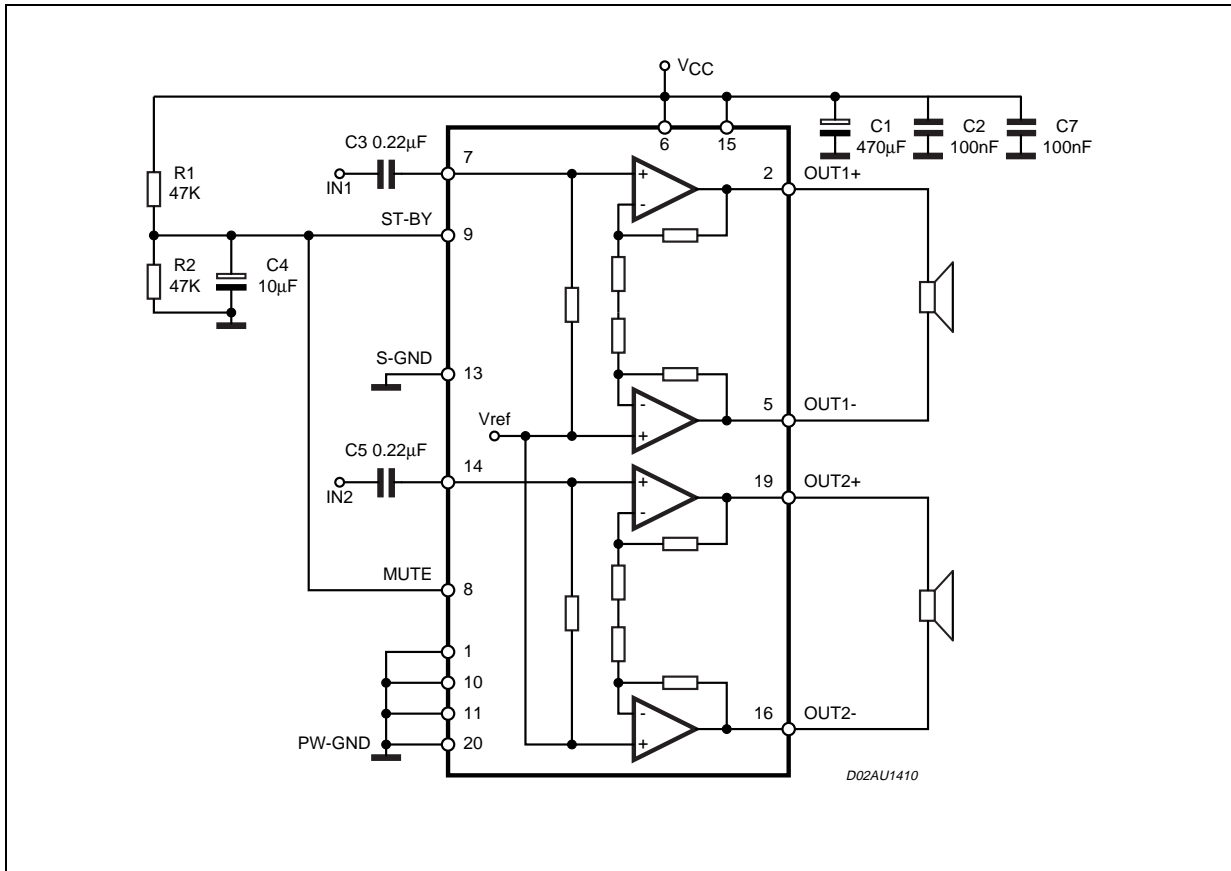 VCC
C3 0.22µF
7
6
15
C1
470µF
C2
100nF
C7
100nF
R1
47K
IN1
+
-
2
OUT1+
ST-BY
9
R2
47K
C4
10µF
S-GND
13
-
+
5
OUT1-
Vref
C5 0.22µF
14
IN2
+
-
19
OUT2+
MUTE
8
1
10
11
PW-GND
20
-
+
16
OUT2-
D02AU1410